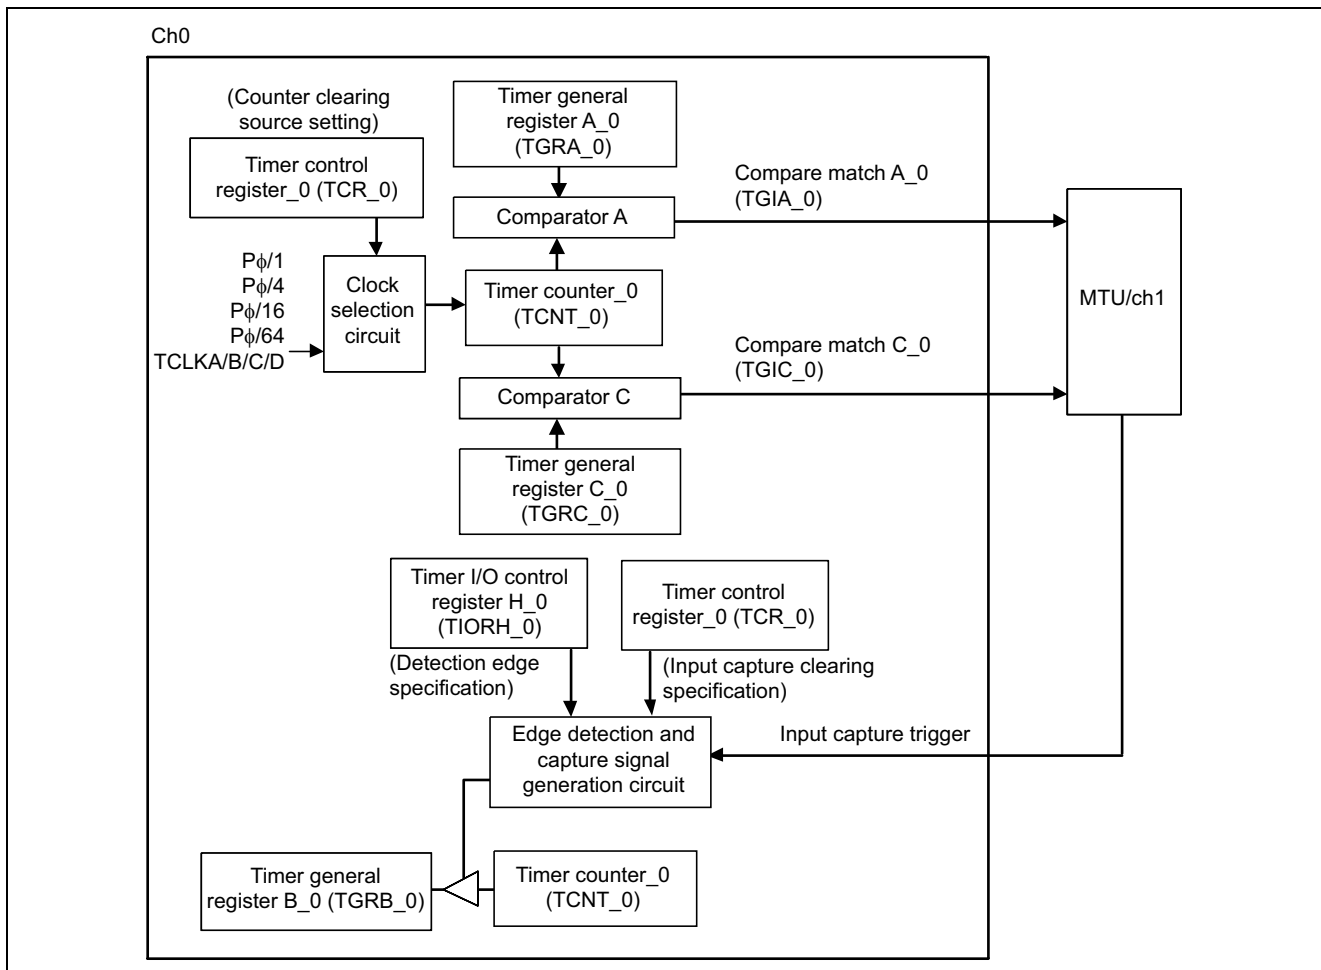 Ch0
(Counter clearing
source setting)
Timer control
register_0 (TCR_0)
Timer general
register A_0
(TGRA_0)
Comparator A
Compare match A_0
(TGIA_0)
Pϕ/1
Pϕ/4
Pϕ/16
Pϕ/64
TCLKA/B/C/D
Clock
selection
circuit
Timer counter_0
(TCNT_0)
MTU/ch1
Compare match C_0
(TGIC_0)
Comparator C
Timer general
register C_0
(TGRC_0)
Timer I/O control
register H_0
(TIORH_0)
Timer control
register_0 (TCR_0)
(Detection edge
specification)
(Input capture clearing
specification)
Edge detection and
capture signal
generation circuit
Input capture trigger
Timer general
register B_0 (TGRB_0)
Timer counter_0
(TCNT_0)